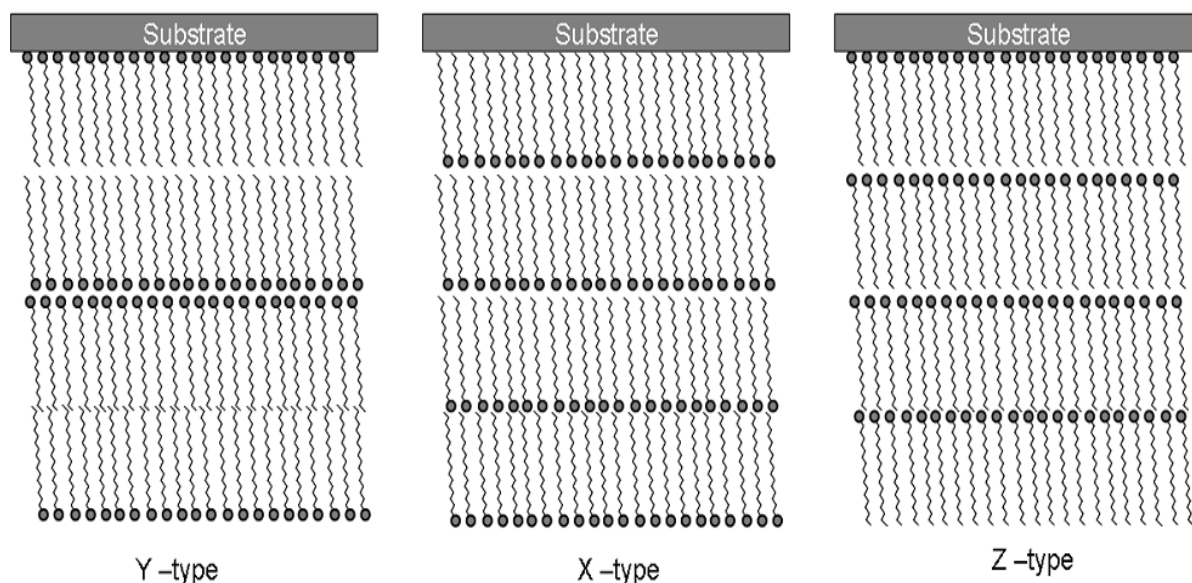 Substrate
Substrate
Substrate
Y –type
X –type
Z –type